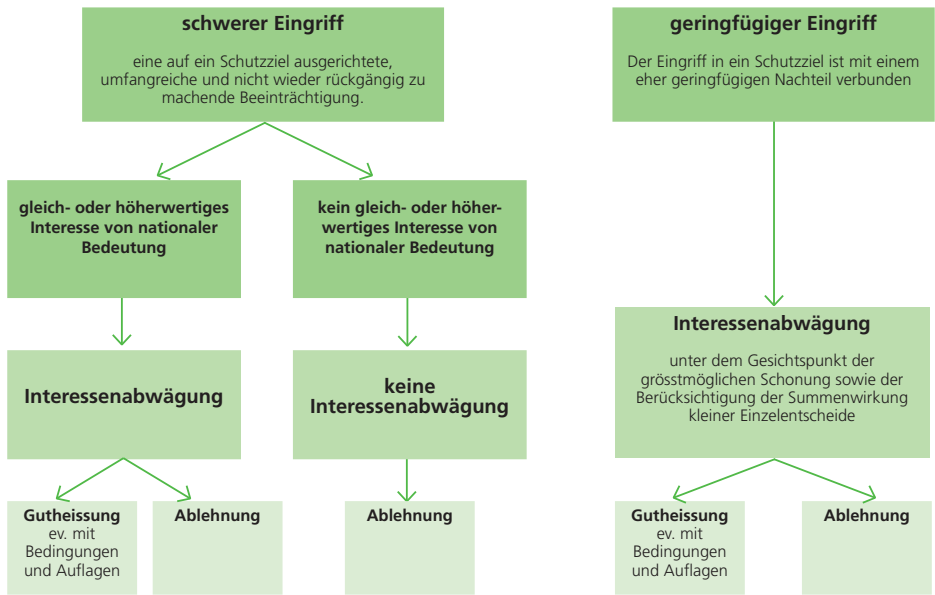 schwerer Eingriff
eine auf ein Schutzziel ausgerichtete,
umfangreiche und nicht wieder rückgängig zu
machende Beeinträchtigung.
geringfügiger Eingriff
Der Eingriff in ein Schutzziel ist mit einem
eher geringfügigen Nachteil verbunden
gleich- oder höherwertiges
Interesse von nationaler
Bedeutung
kein gleich- oder höher-
wertiges Interesse von
nationaler Bedeutung
Interessenabwägung
keine
Interessenabwägung
Interessenabwägung
unter dem Gesichtspunkt der
grösstmöglichen Schonung sowie der
Berücksichtigung der Summenwirkung
kleiner Einzelentscheide
Gutheissung
ev. mit
Bedingungen
und Auflagen
Ablehnung
Ablehnung
Gutheissung
ev. mit
Bedingungen
und Auflagen
Ablehnung